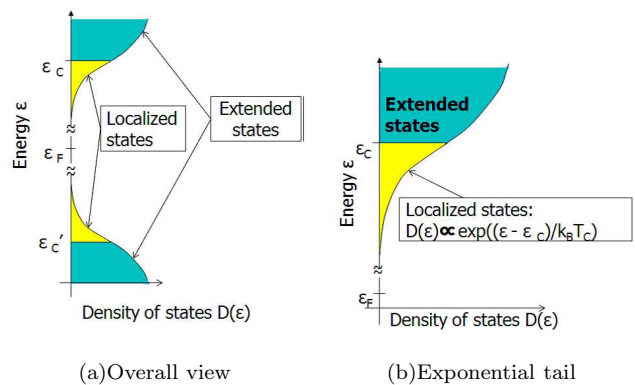 Energy ε
ε C
≈
ε F
≈
ε C'
Localized
states
Extended
states
Density of states D(ε)
(a)Overall view
Energy ε
Extended
states
ε C
Localized states:
D(ε)∝exp((ε - ε C)/kBTC)
≈
ε F
Density of states D(ε)
(b)Exponential tail